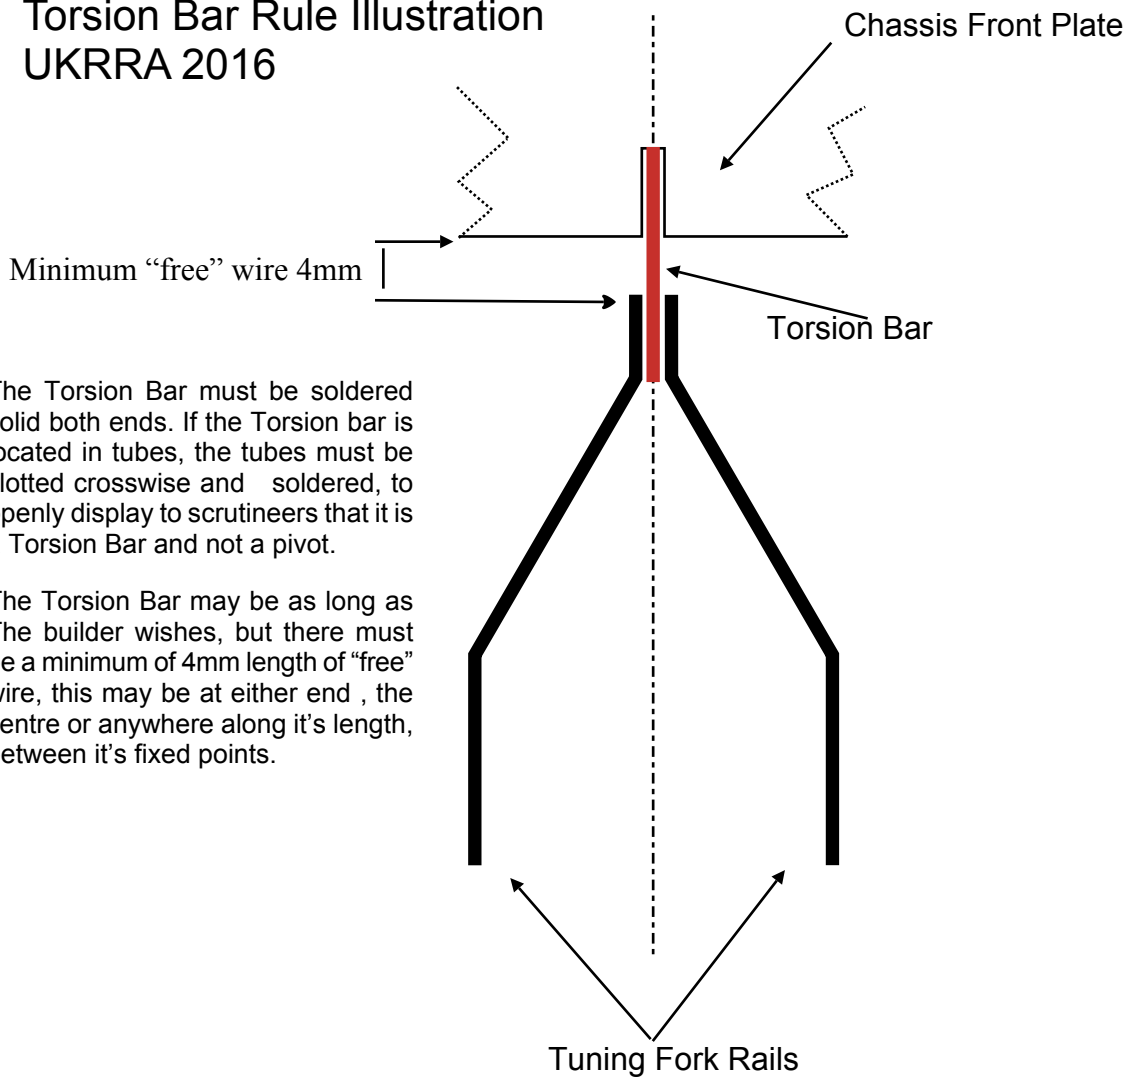 Torsion Bar Rule Illustration
UKRRA 2016
Chassis Front Plate
Minimum “free” wire 4mm
Torsion Bar
The Torsion Bar must be soldered
olid both ends. If the Torsion bar is
ocated in tubes, the tubes must be
lotted crosswise and soldered, to
penly display to scrutineers that it is
Torsion Bar and not a pivot.
The Torsion Bar may be as long as
The builder wishes, but there must
e a minimum of 4mm length of “free”
wire, this may be at either end , the
entre or anywhere along it’s length,
etween it’s fixed points.
Tuning Fork Rails